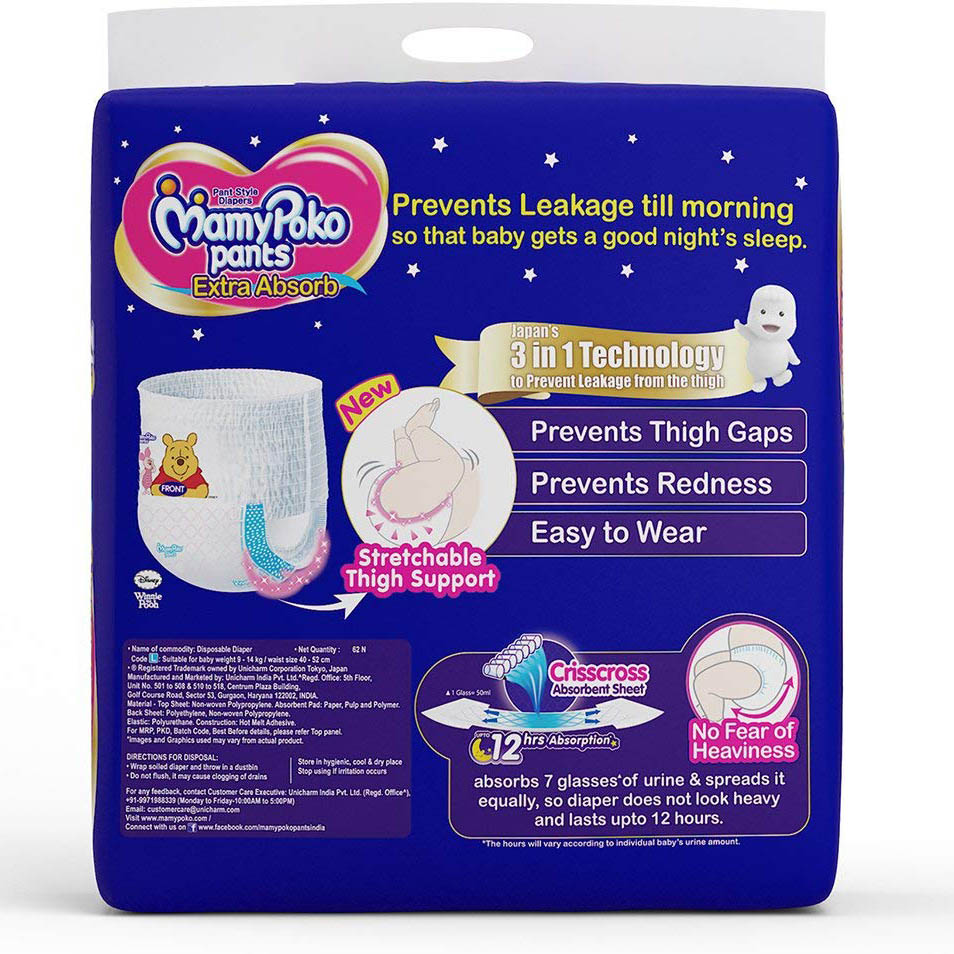 Pant Style
Diapers
MamyPoko
pants
Extra Absorb
Prevents Leakage till morning
so that baby gets a good night's sleep.
Japan's
3 in 1 Technology
to Prevent Leakage from the thigh
New
Prevents Thigh Gaps
Prevents Redness
Easy to Wear
FRONT
Stretchable
Thigh Support
Disney
Winnie
the
Pooh
• Name of commodity: Disposable Diaper • Net Quantity : 62 N
Code L : Suitable for baby weight 9 - 14 kg / waist size 40 - 52 cm
• ® Registered Trademark owned by Unicharm Corporation Tokyo, Japan
Manufactured and Marketed by: Unicharm India Pvt. Ltd.*Regd. Office: 5th Floor,
Unit No. 501 to 508 & 510 to 518, Centrum Plaza Building,
Golf Course Road, Sector 53, Gurgaon, Haryana 122002, INDIA.
Material - Top Sheet: Non-woven Polypropylene. Absorbent Pad: Paper, Pulp and Polymer.
Back Sheet: Polyethylene, Non-woven Polypropylene.
Elastic: Polyurethane. Construction: Hot Melt Adhesive.
For MRP, PKD, Batch Code, Best Before details, please refer Top panel.
*Images and Graphics used may vary from actual product.
DIRECTIONS FOR DISPOSAL:
• Wrap soiled diaper and throw in a dustbin
• Do not flush, it may cause clogging of drains
Store in hygienic, cool & dry place
Stop using if irritation occurs
For any feedback, contact Customer Care Executive: Unicharm India Pvt. Ltd. (Regd. Office*),
+91-9971988339 (Monday to Friday-10:00AM to 5:00PM)
Email: customercare@unicharm.com
Visit www.mamypoko.com /
Connect with us on f www.facebook.com/mamypokopantsindia
▲1 Glass= 50ml
Crisscross
Absorbent Sheet
UPTO
12 hrs Absorption*
No Fear of
Heaviness
absorbs 7 glasses▲of urine & spreads it
equally, so diaper does not look heavy
and lasts upto 12 hours.
*The hours will vary according to individual baby's urine amount.